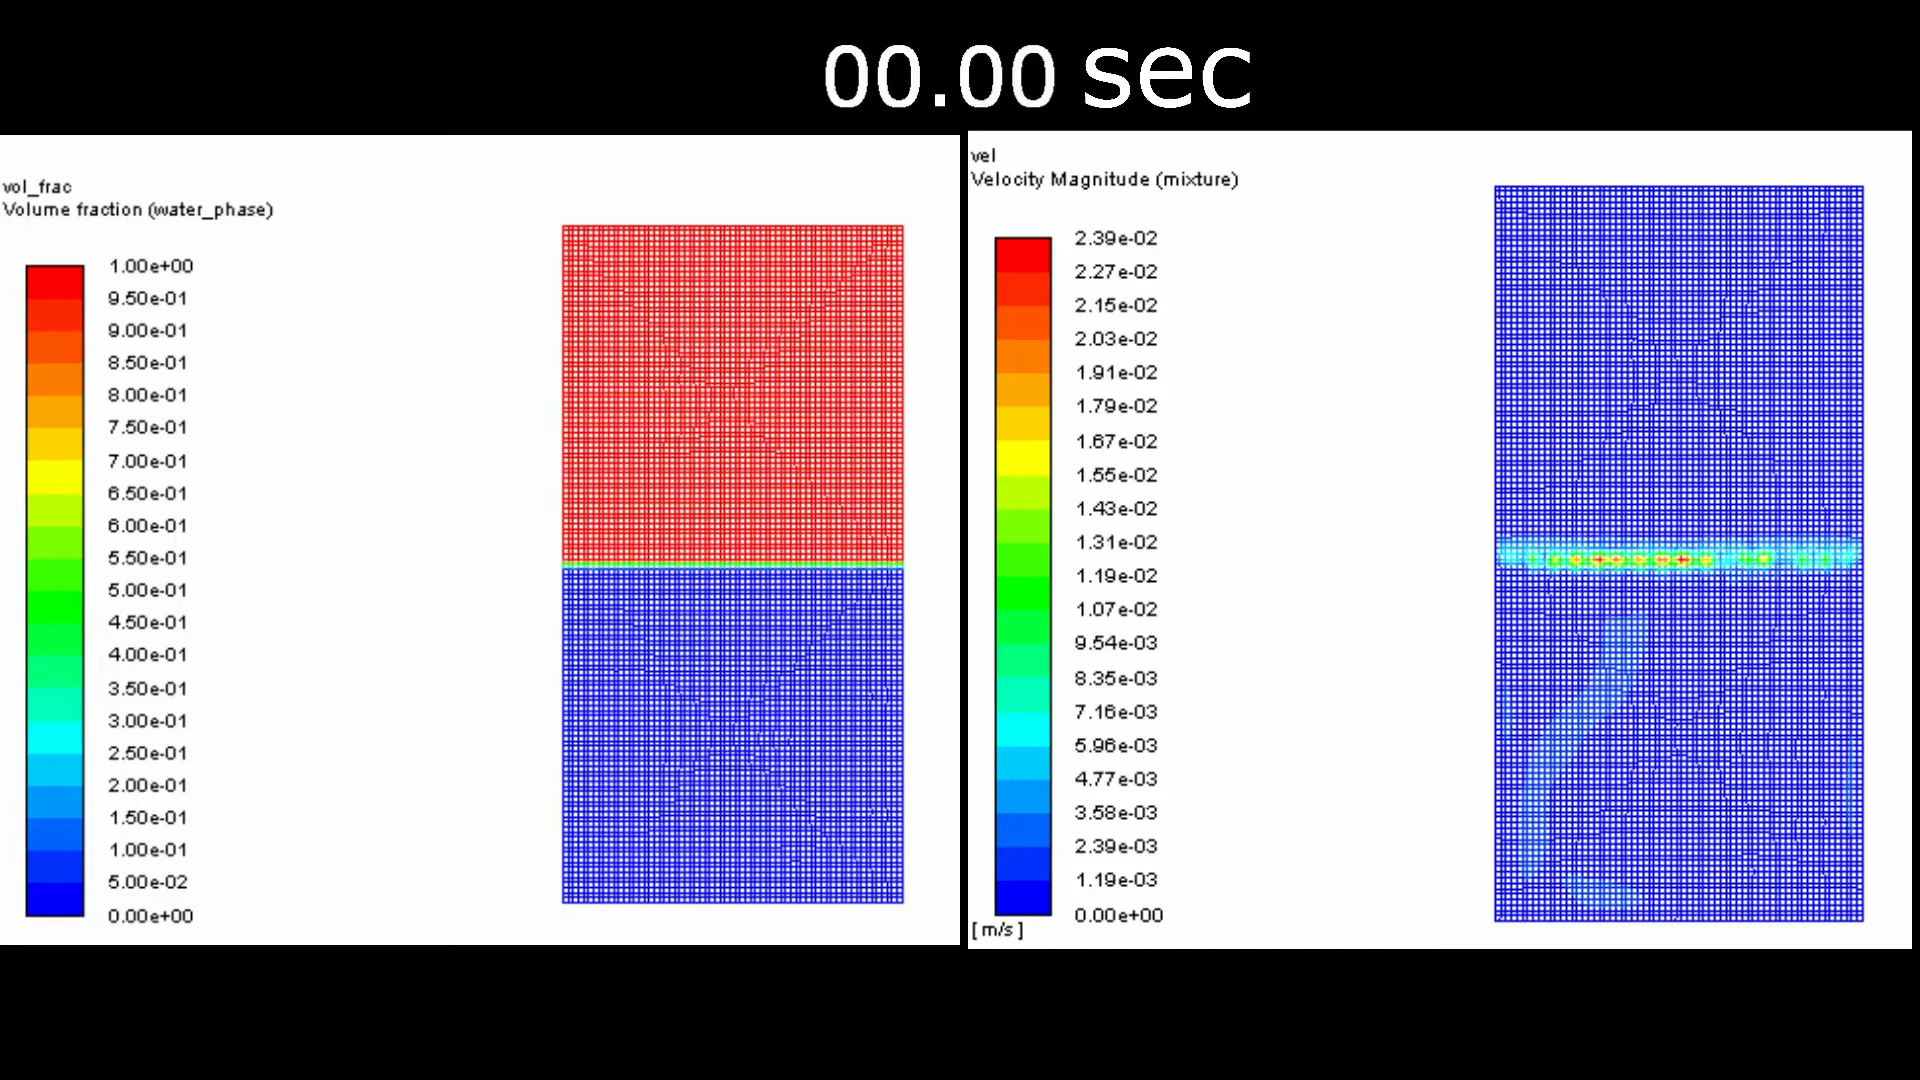 00.00 sec
vol_frac
Volume fraction (water_phase)
1.00e+00
9.50e-01
9.00e-01
8.50e-01
8.00e-01
7.50e-01
7.00e-01
6.50e-01
6.00e-01
5.50e-01
5.00e-01
4.50e-01
4.00e-01
3.50e-01
3.00e-01
2.50e-01
2.00e-01
1.50e-01
1.00e-01
5.00e-02
0.00e+00
vel
Velocity Magnitude (mixture)
2.39e-02
2.27e-02
2.15e-02
2.03e-02
1.91e-02
1.79e-02
1.67e-02
1.55e-02
1.43e-02
1.31e-02
1.19e-02
1.07e-02
9.54e-03
8.35e-03
7.16e-03
5.96e-03
4.77e-03
3.58e-03
2.39e-03
1.19e-03
0.00e+00
[ m/s ]